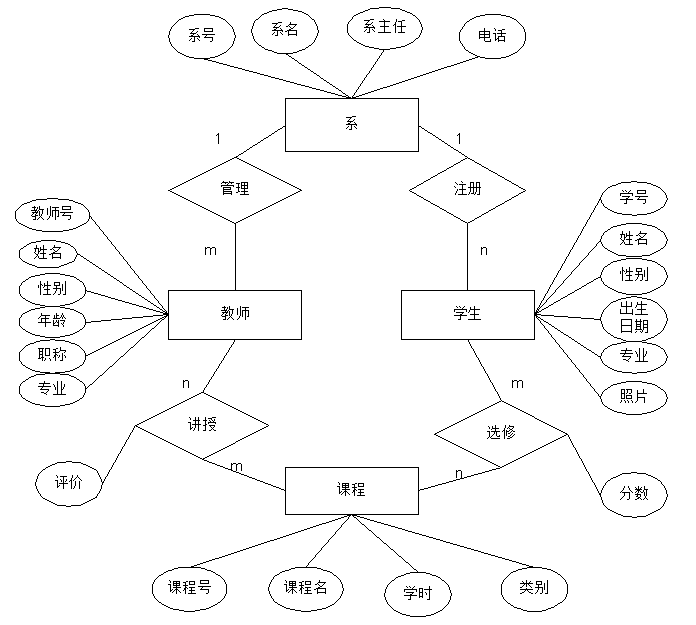 系号
系名
系主任
电话
系
1
1
管理
注册
教师号
姓名
性别
年龄
职称
专业
m
n
学号
姓名
性别
出生
日期
专业
照片
教师
学生
n
m
讲授
选修
m
n
评价
课程
分数
课程号
课程名
学时
类别